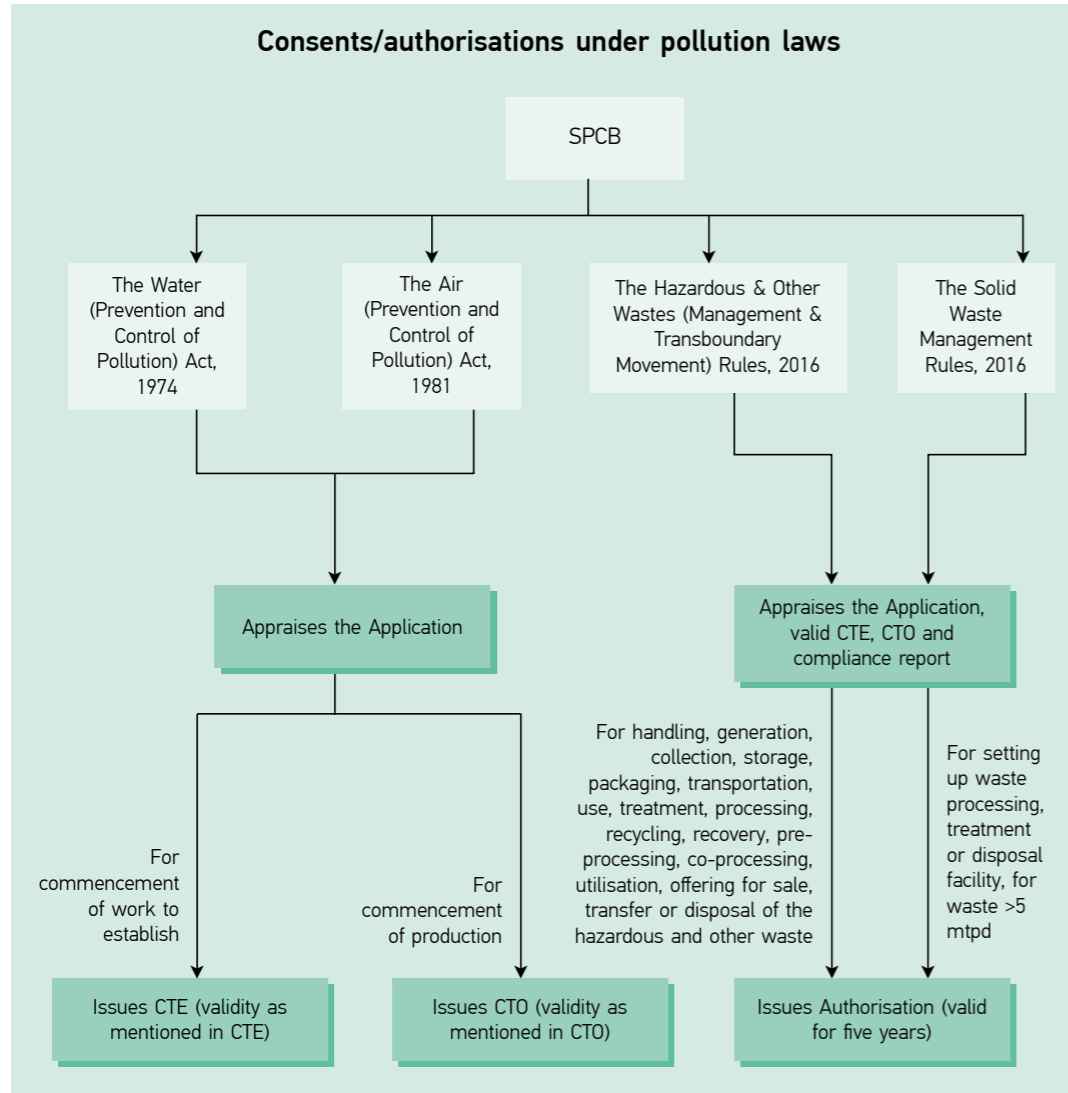 Consents/authorisations under pollution laws
SPCB
The Water
(Prevention and
Control of
Pollution) Act,
1974
The Air
(Prevention and
Control of
Pollution) Act,
1981
The Hazardous & Other
Wastes (Management &
Transboundary
Movement) Rules, 2016
The Solid
Waste
Management
Rules, 2016
Appraises the Application
Appraises the Application,
valid CTE, CTO and
compliance report
For
commencement
of work to
establish
For
commencement
of production
For handling, generation,
collection, storage,
packaging, transportation,
use, treatment, processing,
recycling, recovery, pre-
processing, co-processing,
utilisation, offering for sale,
transfer or disposal of the
hazardous and other waste
For setting
up waste
processing,
treatment
or disposal
facility, for
waste >5
mtpd
Issues CTE (validity as
mentioned in CTE)
Issues CTO (validity as
mentioned in CTO)
Issues Authorisation (valid
for five years)